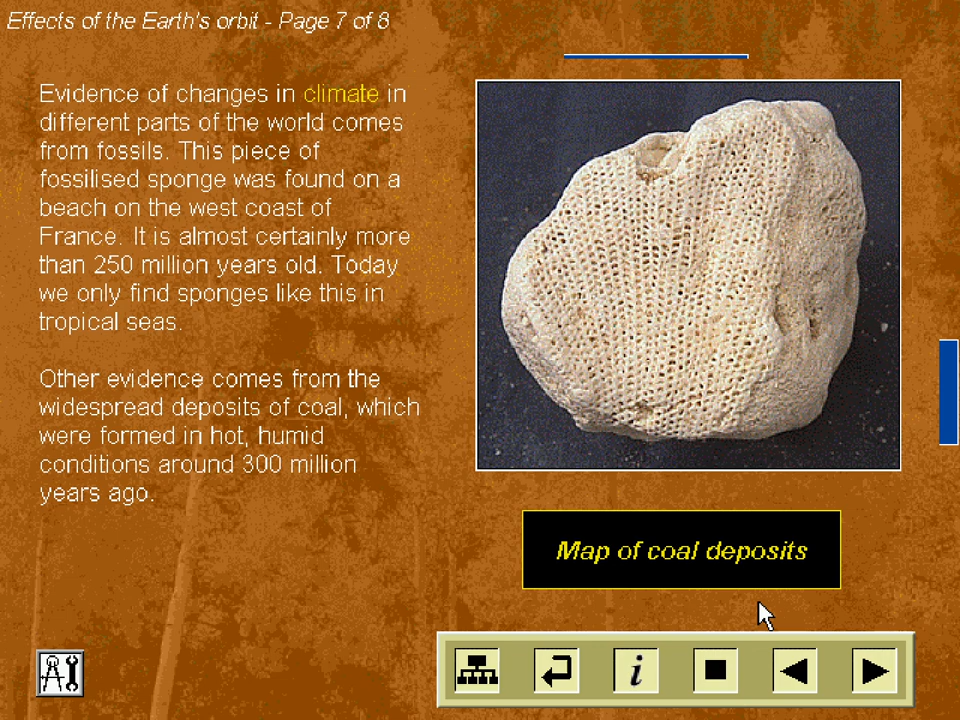 Effects of the Earth's orbit - Page 7 of 8
Evidence of changes in climate in
different parts of the world comes
from fossils. This piece of
fossilised sponge was found on a
beach on the west coast of
France. It is almost certainly more
than 250 million years old. Today
we only find sponges like this in
tropical seas.
Other evidence comes from the
widespread deposits of coal, which
were formed in hot, humid
conditions around 300 million
years ago.
Map of coal deposits
i